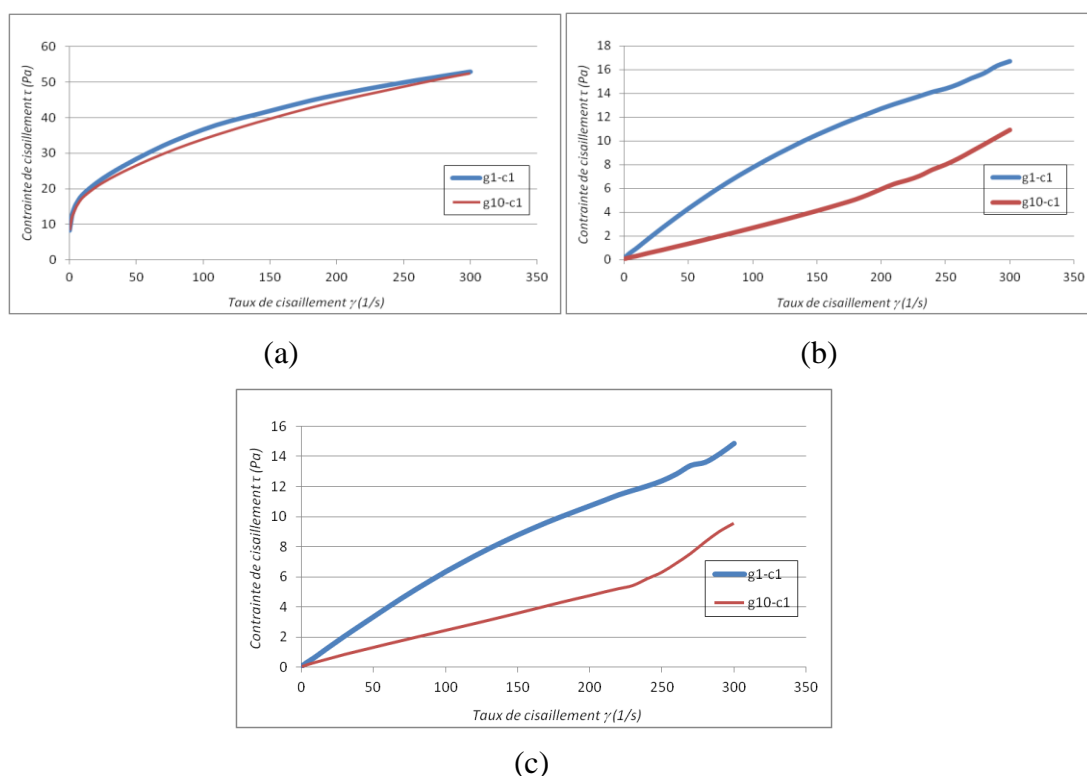 60
50
40
30
20
10
0
0 50 100 150 200 250 300 350
Contrainte de cisaillement τ (Pa)
Taux de cisaillement γ (1/s)
g1-c1
g10-c1
(a)
18
16
14
12
10
8
6
4
2
0
0 50 100 150 200 250 300 350
Contrainte de cisaillement τ (Pa)
Taux de cisaillement γ (1/s)
g1-c1
g10-c1
(b)
16
14
12
10
8
6
4
2
0
0 50 100 150 200 250 300 350
Contrainte de cisaillement τ (Pa)
Taux de cisaillement γ (1/s)
g1-c1
g10-c1
(c)